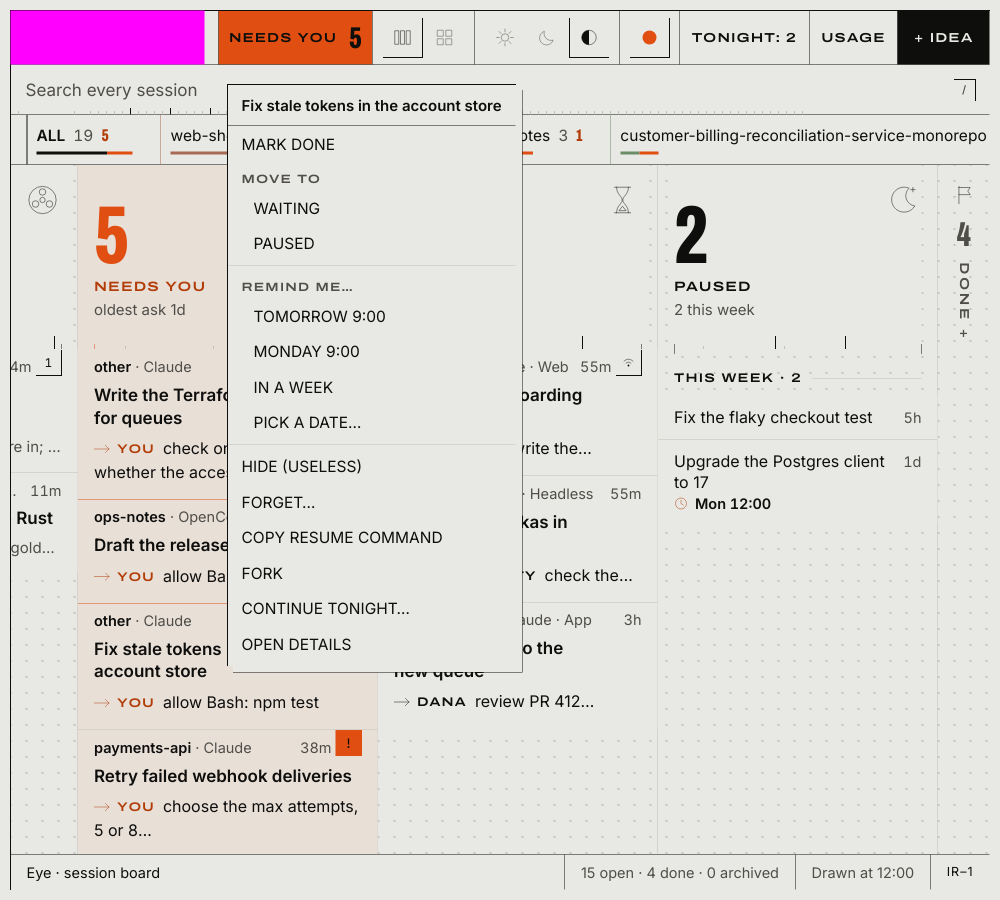 NEEDS YOU 5
TONIGHT: 2
USAGE
+ IDEA
Search every session
/
ALL 19 5
web-sh
otes 3 1
customer-billing-reconciliation-service-monorepo
Fix stale tokens in the account store
MARK DONE
MOVE TO
WAITING
PAUSED
REMIND ME…
TOMORROW 9:00
MONDAY 9:00
IN A WEEK
PICK A DATE…
HIDE (USELESS)
FORGET…
COPY RESUME COMMAND
FORK
CONTINUE TONIGHT…
OPEN DETAILS
4m 1
re in; …
. 11m
Rust
gold…
5
NEEDS YOU
oldest ask 1d
other · Claude
Write the Terrafo
for queues
→ YOU check or
whether the acce
ops-notes · OpenC
Draft the release
→ YOU allow Ba
other · Claude
Fix stale tokens
account store
→ YOU allow Bash: npm test
payments-api · Claude 38m !
Retry failed webhook deliveries
→ YOU choose the max attempts,
5 or 8…
e · Web 55m
oarding
write the…
· Headless 55m
kas in
TY check the…
aude · App 3h
o the
new queue
→ DANA review PR 412…
2
PAUSED
2 this week
THIS WEEK · 2
Fix the flaky checkout test 5h
Upgrade the Postgres client 1d
to 17
Mon 12:00
4
DONE +
Eye · session board
15 open · 4 done · 0 archived
Drawn at 12:00
IR–1